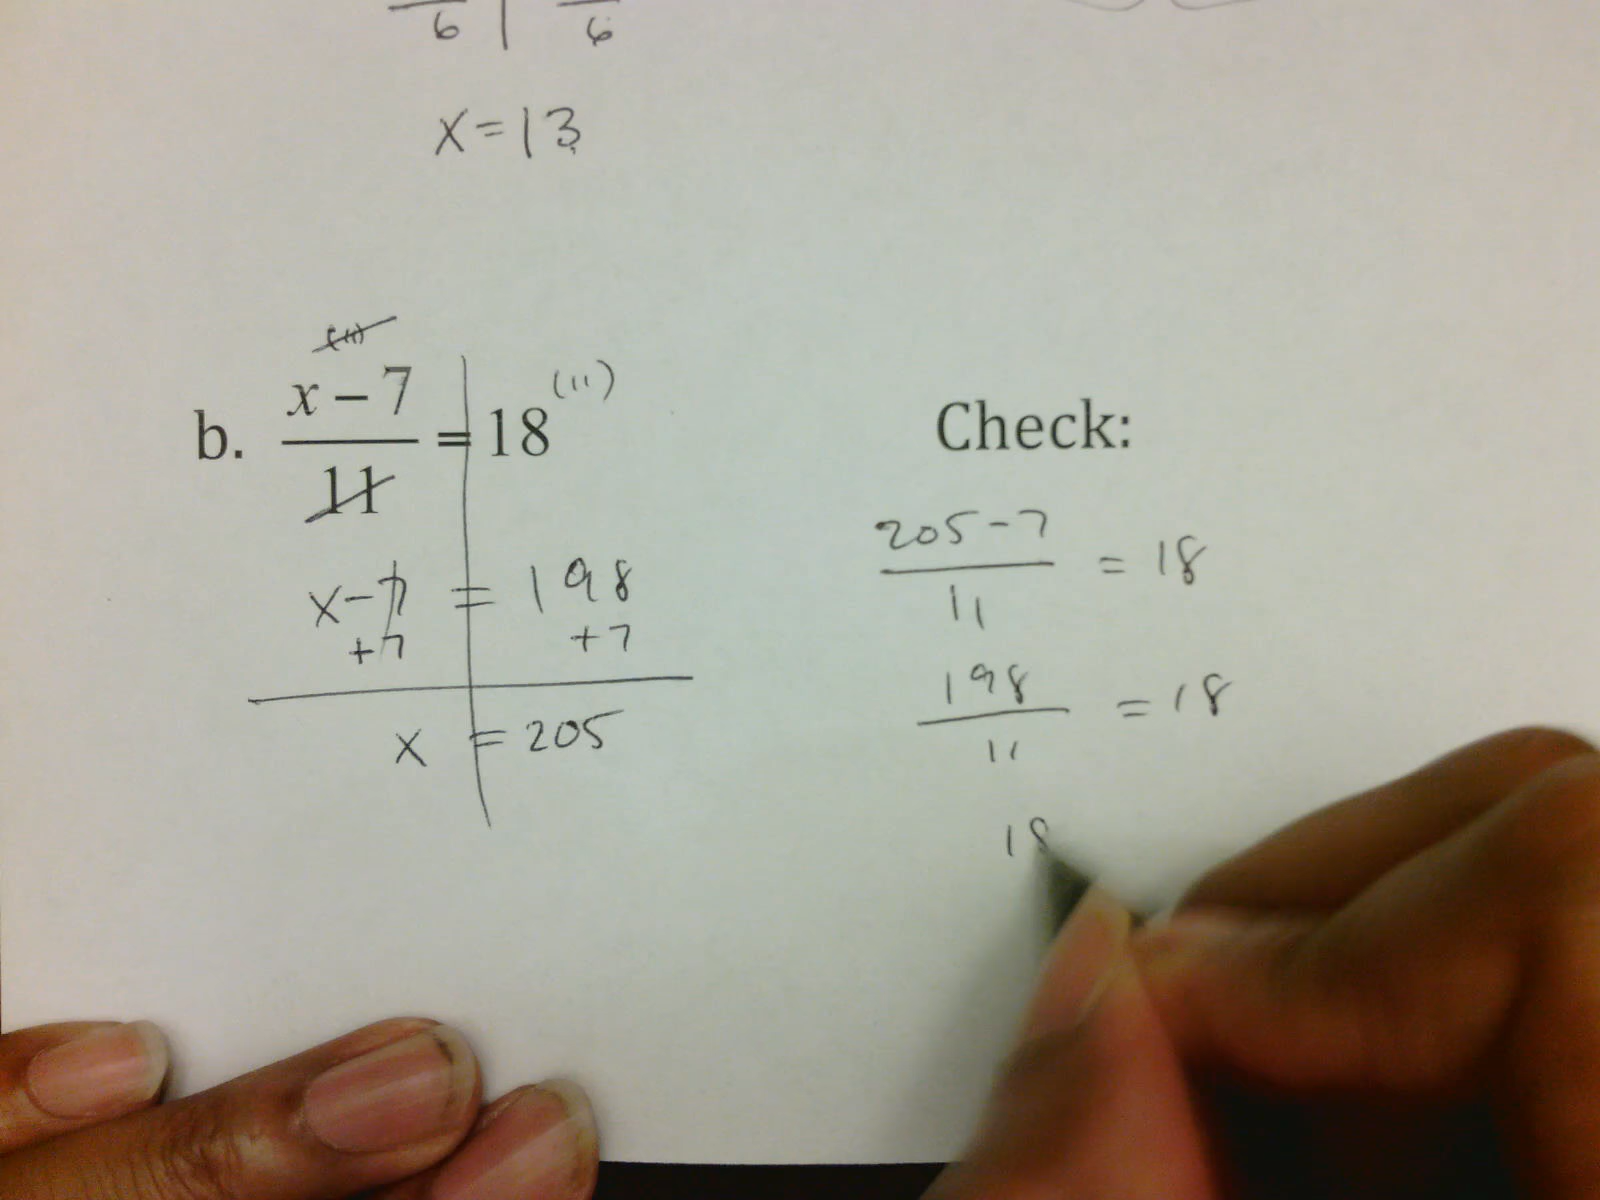 6 | 6
x = 13
(11)
x − 7 = 18 (11)
b.
11
x − 7 = 198
+7 +7
x = 205
Check:
205 − 7 = 18
11
198 = 18
11
18